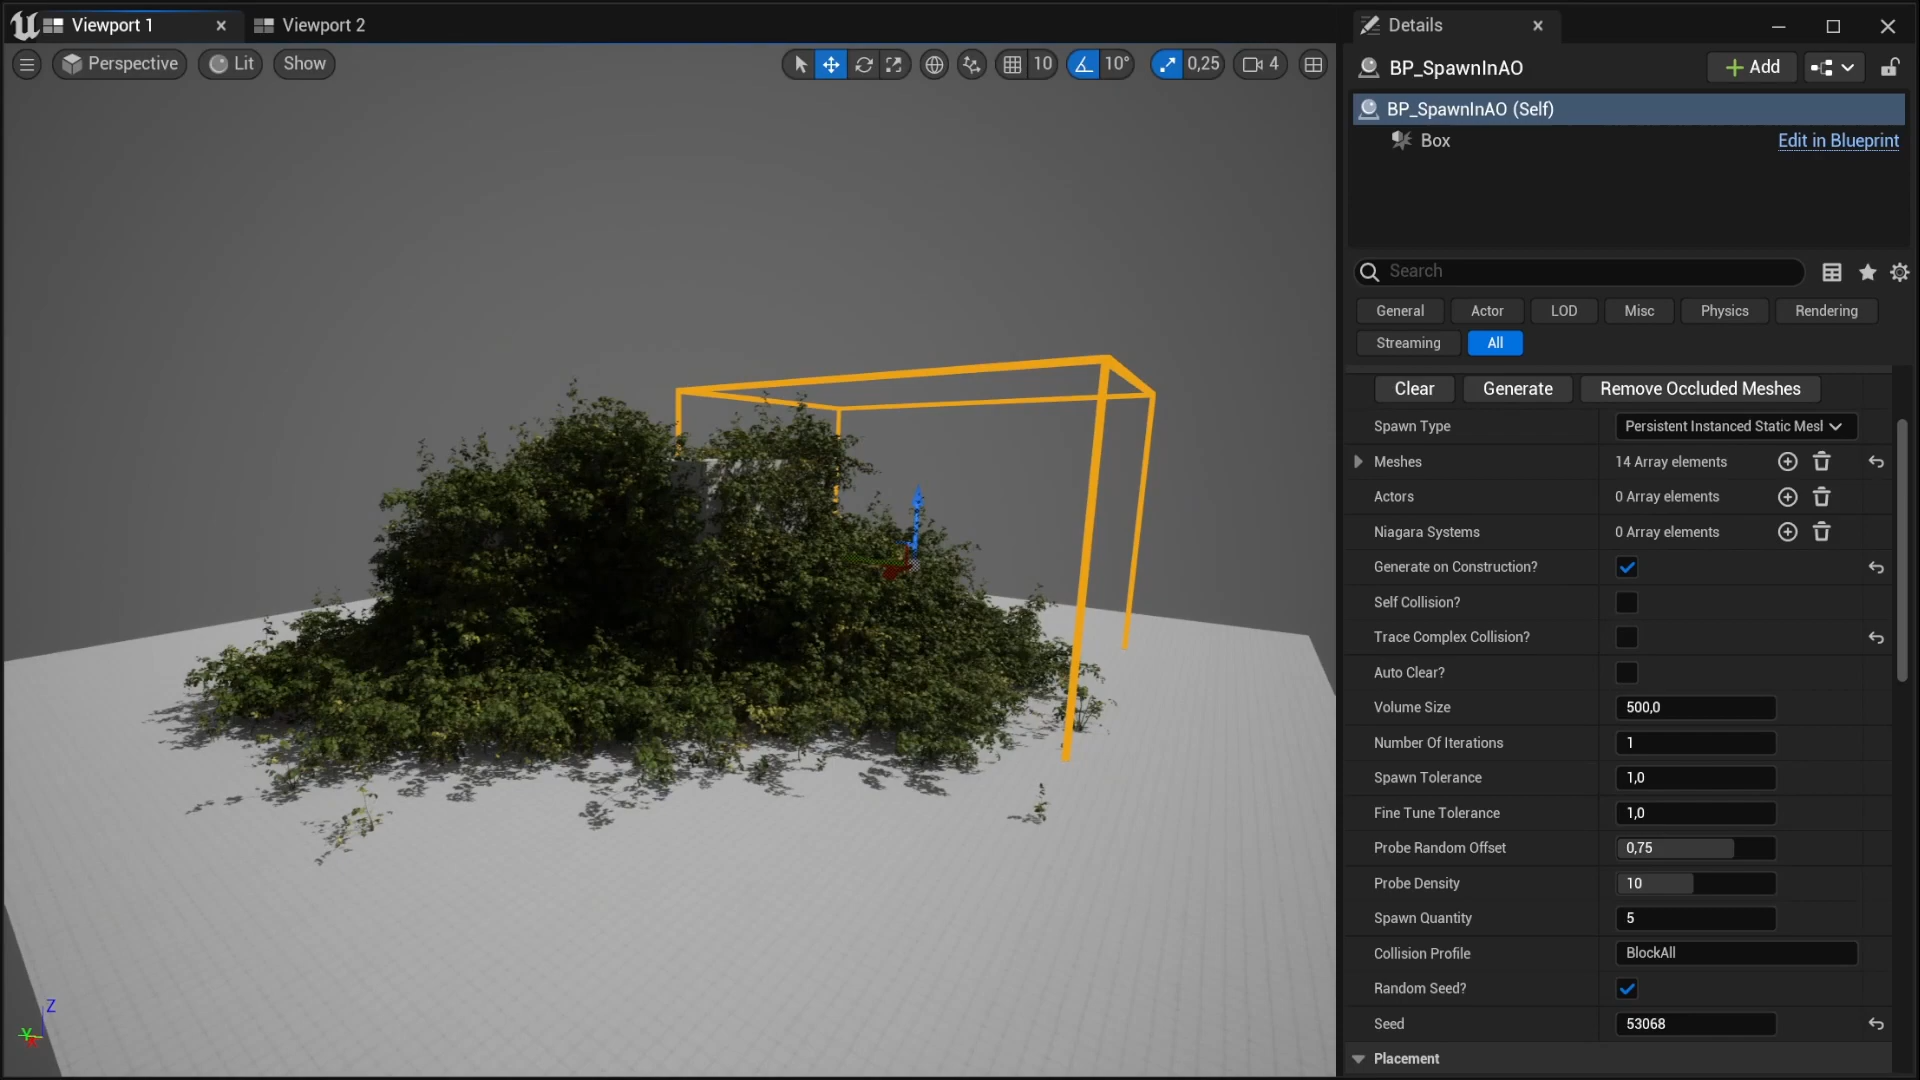 Viewport 1
Viewport 2
Details
Perspective
Lit
Show
10
10°
0,25
4
BP_SpawnInAO
Add
BP_SpawnInAO (Self)
Box
Edit in Blueprint
Search
General
Actor
LOD
Misc
Physics
Rendering
Streaming
All
Clear
Generate
Remove Occluded Meshes
Spawn Type
Persistent Instanced Static Mesl
Meshes
14 Array elements
Actors
0 Array elements
Niagara Systems
0 Array elements
Generate on Construction?
Self Collision?
Trace Complex Collision?
Auto Clear?
Volume Size
500,0
Number Of Iterations
1
Spawn Tolerance
1,0
Fine Tune Tolerance
1,0
Probe Random Offset
0,75
Probe Density
10
Spawn Quantity
5
Collision Profile
BlockAll
Random Seed?
Seed
53068
Placement
Z
Y